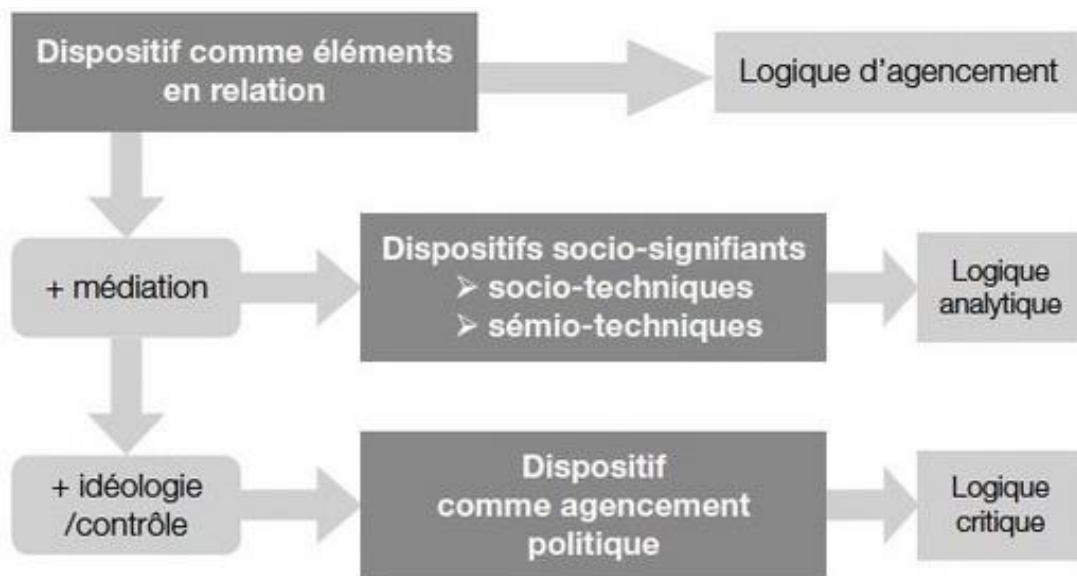 Dispositif comme éléments
en relation
Logique d'agencement
+ médiation
Dispositifs socio-signifiants
➢ socio-techniques
➢ sémio-techniques
Logique
analytique
+ idéologie
/contrôle
Dispositif
comme agencement
politique
Logique
critique